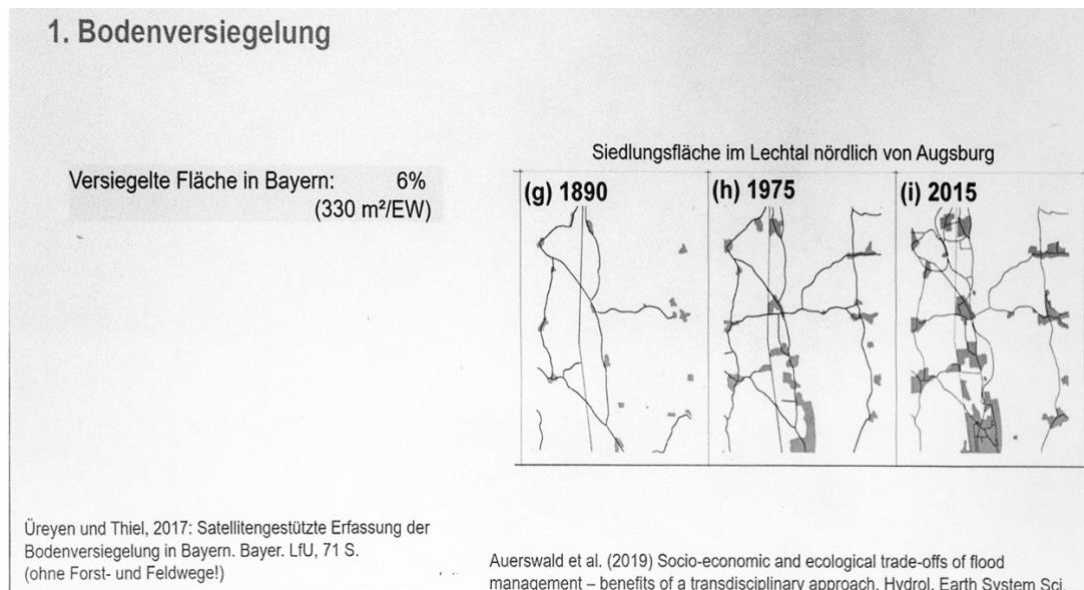 1. Bodenversiegelung
Versiegelte Fläche in Bayern: 6%
(330 m²/EW)
Siedlungsfläche im Lechtal nördlich von Augsburg
(g) 1890
(h) 1975
(i) 2015
Üreyen und Thiel, 2017: Satellitengestützte Erfassung der
Bodenversiegelung in Bayern. Bayer. LfU, 71 S.
(ohne Forst- und Feldwege!)
Auerswald et al. (2019) Socio-economic and ecological trade-offs of flood
management – benefits of a transdisciplinary approach. Hydrol. Earth System Sci.